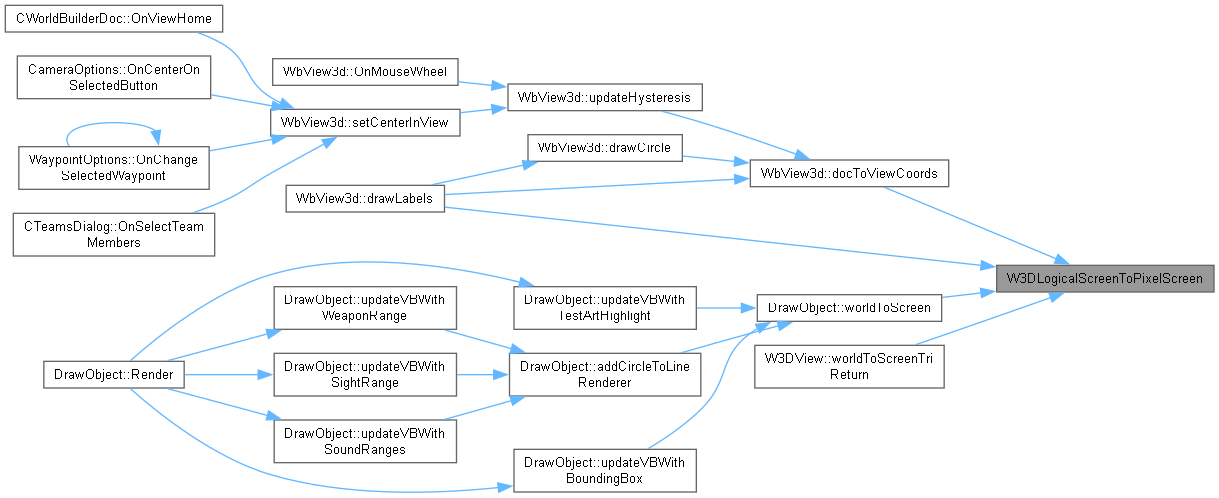 CWorldBuilderDoc::OnViewHome
CameraOptions::OnCenterOn
SelectedButton
WbView3d::OnMouseWheel
WbView3d::updateHysteresis
WbView3d::setCenterInView
WaypointOptions::OnChange
SelectedWaypoint
WbView3d::drawCircle
WbView3d::docToViewCoords
WbView3d::drawLabels
CTeamsDialog::OnSelectTeam
Members
W3DLogicalScreenToPixelScreen
DrawObject::updateVBWith
WeaponRange
DrawObject::updateVBWith
TestArtHighlight
DrawObject::worldToScreen
W3DView::worldToScreenTri
Return
DrawObject::Render
DrawObject::updateVBWith
SightRange
DrawObject::addCircleToLine
Renderer
DrawObject::updateVBWith
SoundRanges
DrawObject::updateVBWith
BoundingBox